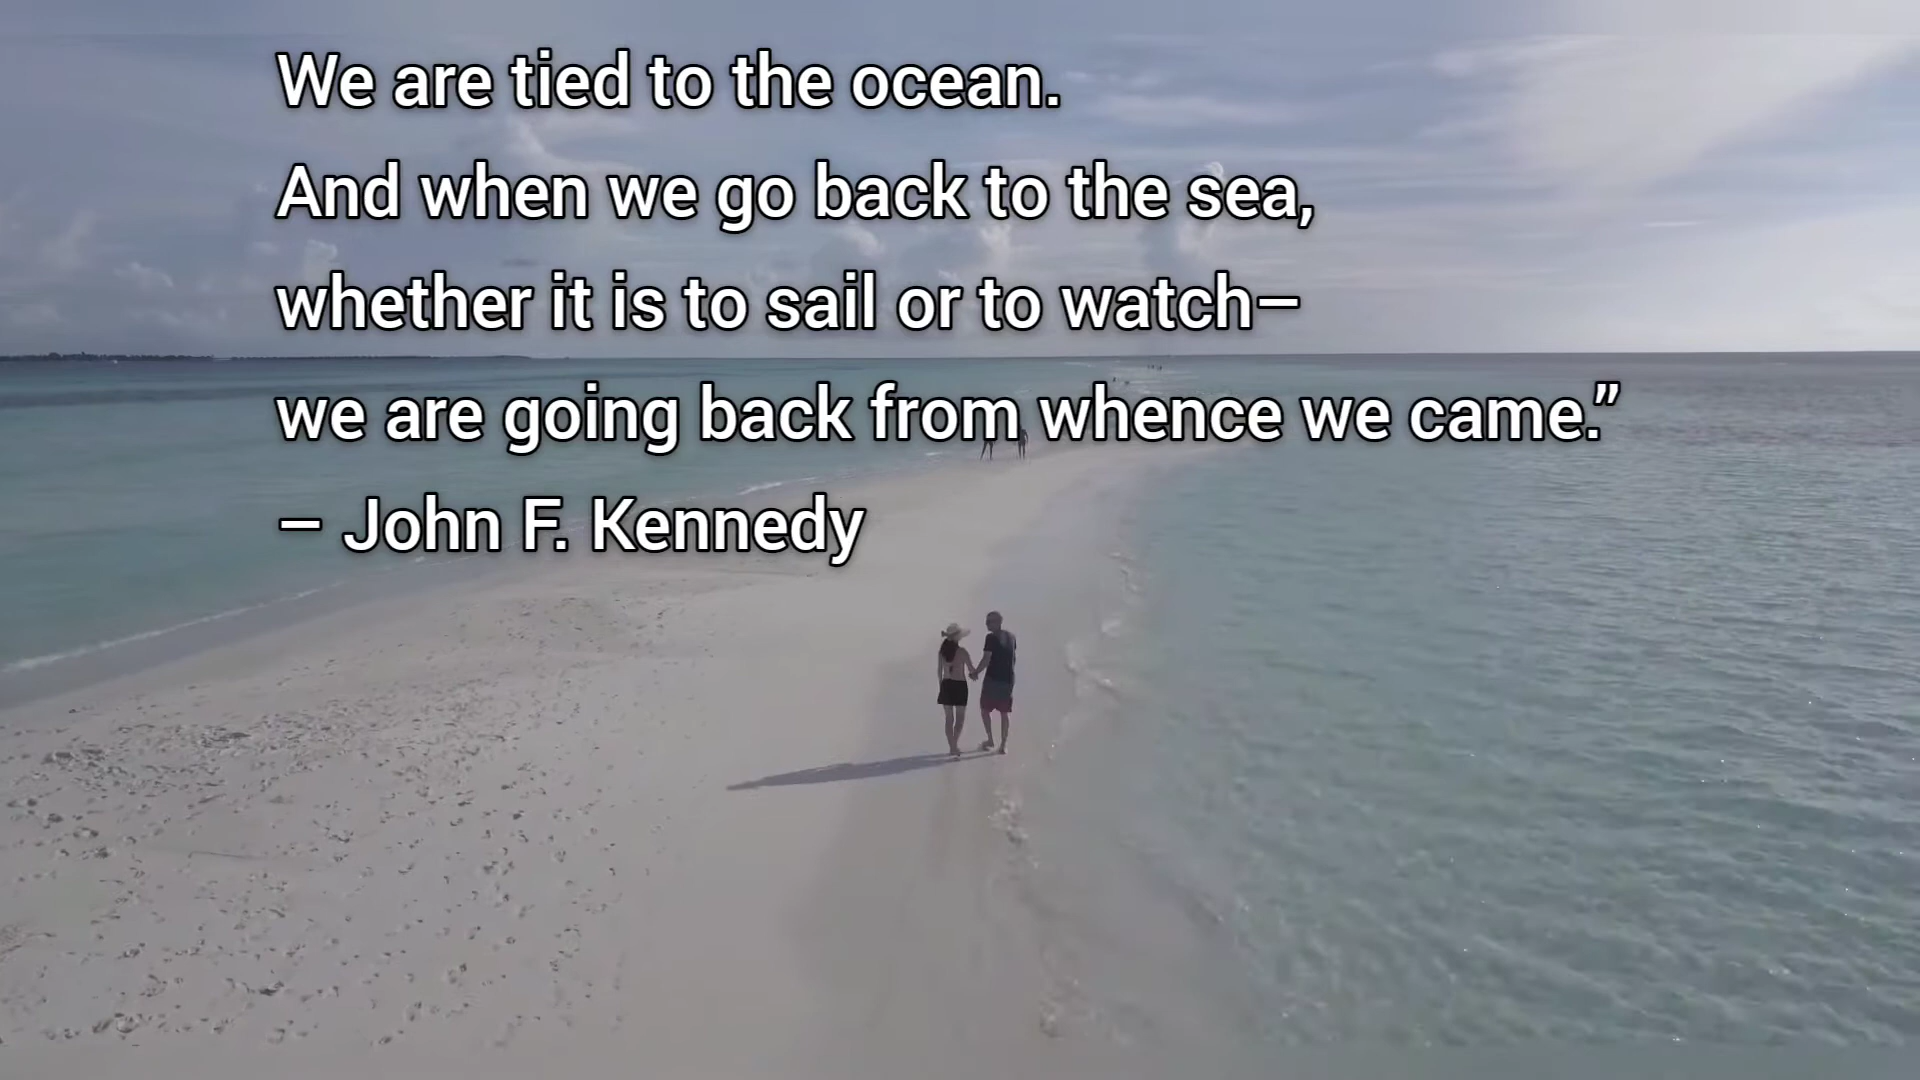 We are tied to the ocean.
And when we go back to the sea,
whether it is to sail or to watch–
we are going back from whence we came.”
– John F. Kennedy